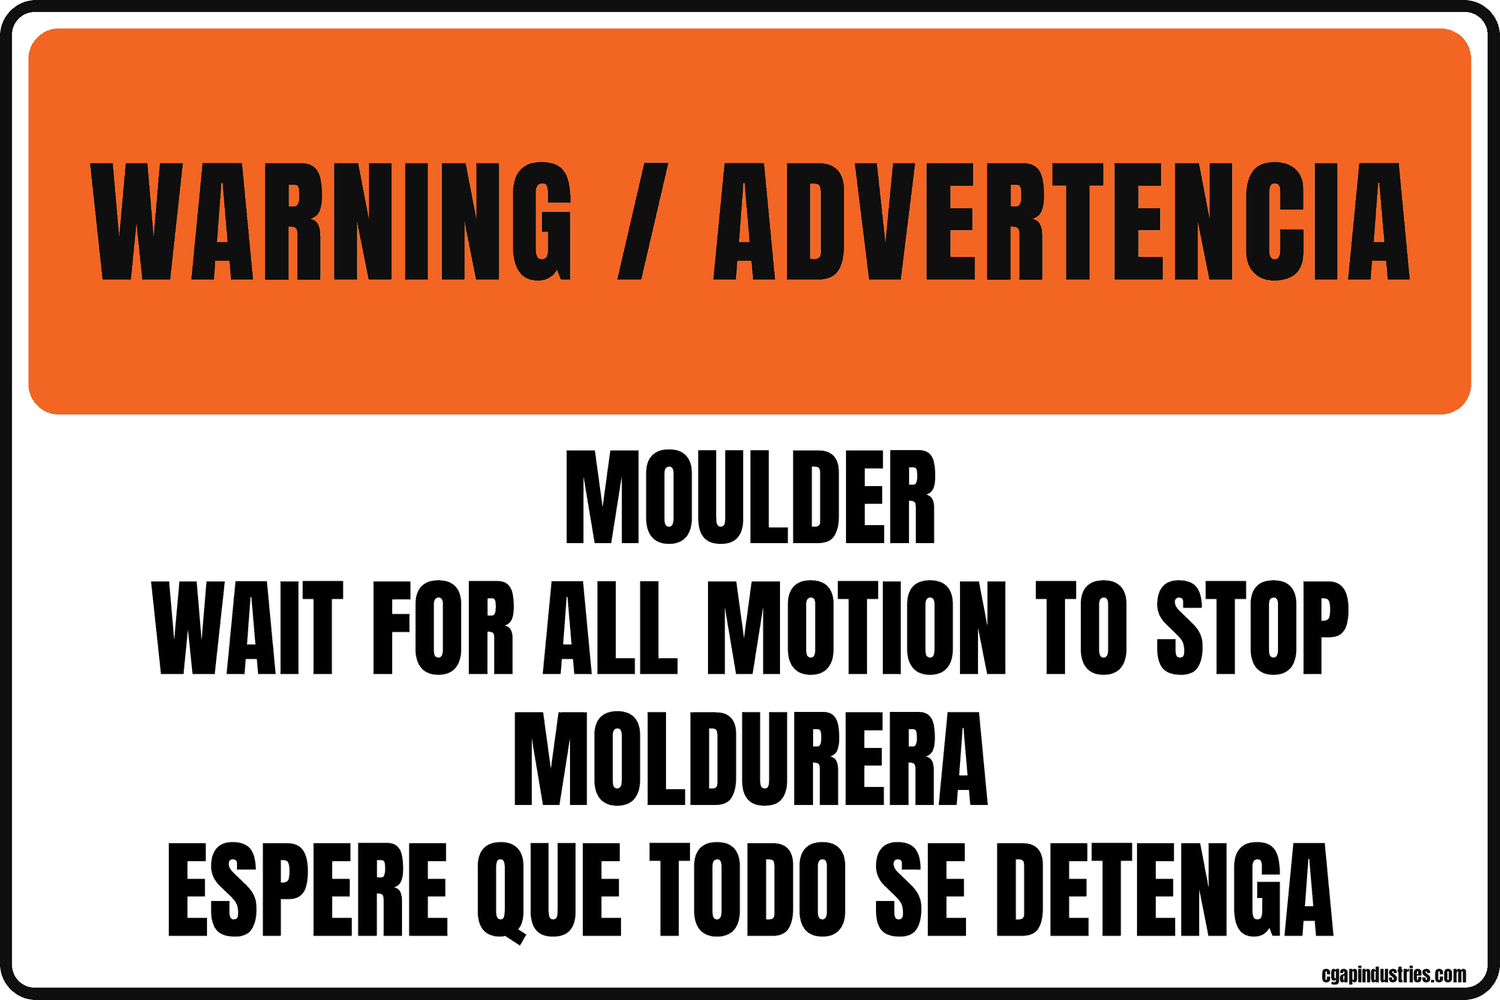 WARNING / ADVERTENCIA
MOULDER
WAIT FOR ALL MOTION TO STOP
MOLDURERA
ESPERE QUE TODO SE DETENGA
cgapindustries.com